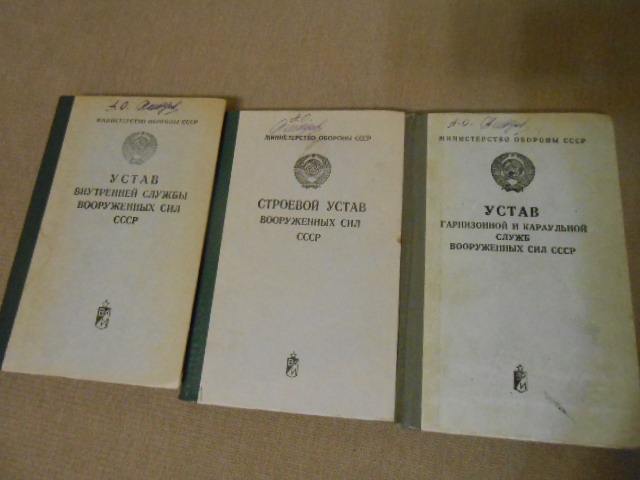 МИНИСТЕРСТВО ОБОРОНЫ СССР
УСТАВ
ВНУТРЕННЕЙ СЛУЖБЫ
ВООРУЖЕННЫХ СИЛ
СССР
МИНИСТЕРСТВО ОБОРОНЫ СССР
СТРОЕВОЙ УСТАВ
ВООРУЖЕННЫХ СИЛ
СССР
МИНИСТЕРСТВО ОБОРОНЫ СССР
УСТАВ
ГАРНИЗОННОЙ И КАРАУЛЬНОЙ
СЛУЖБ
ВООРУЖЕННЫХ СИЛ СССР